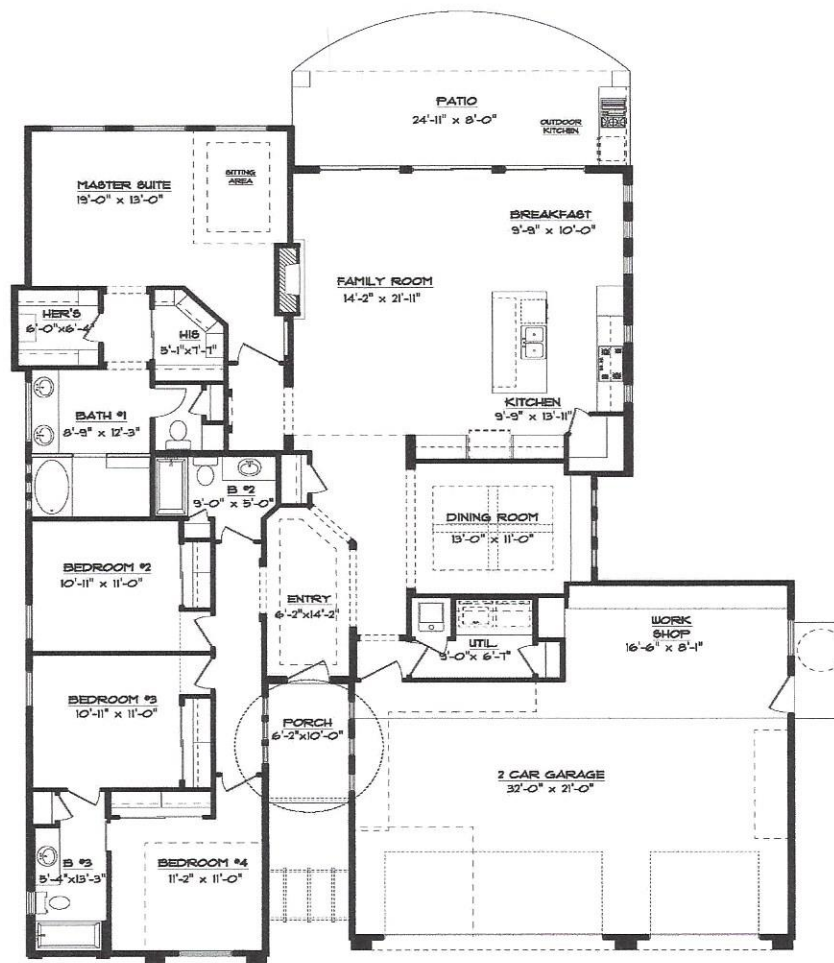 PATIO
24'-11" x 8'-0"
OUTDOOR
KITCHEN
SITTING
AREA
MASTER SUITE
19'-0" x 13'-0"
BREAKFAST
9'-9" x 10'-0"
FAMILY ROOM
14'-2" x 21'-11"
HER'S
6'-0"x6'-4"
HIS
5'-1"x7'-7"
KITCHEN
9'-9" x 13'-11"
BATH #1
8'-9" x 12'-3"
B #2
9'-0" x 5'-0"
DINING ROOM
13'-0" x 11'-0"
BEDROOM #2
10'-11" x 11'-0"
ENTRY
6'-2"x14'-2"
UTIL
9'-0" x 6'-7"
WORK
SHOP
16'-6" x 8'-1"
BEDROOM #3
10'-11" x 11'-0"
PORCH
6'-2"x10'-0"
2 CAR GARAGE
32'-0" x 21'-0"
B #3
5'-4"x13'-3"
BEDROOM #4
11'-2" x 11'-0"